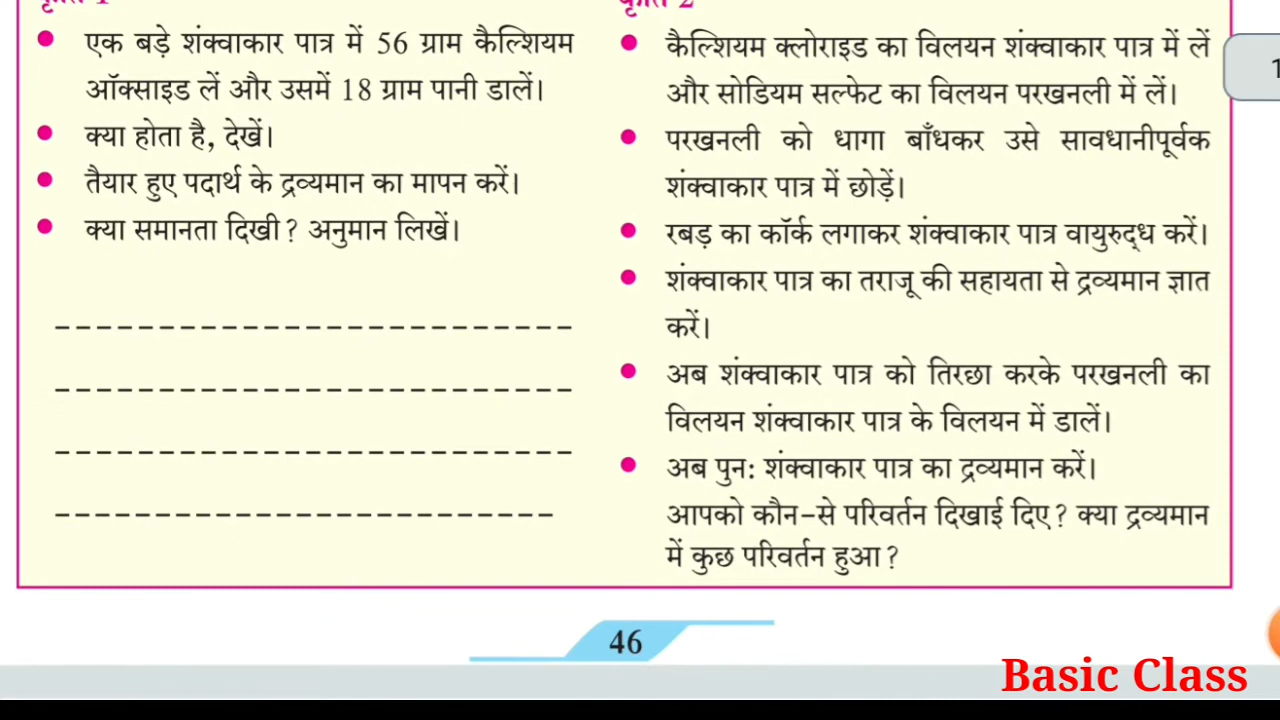 कृति 1
एक बड़े शंक्वाकार पात्र में 56 ग्राम कैल्शियम
ऑक्साइड लें और उसमें 18 ग्राम पानी डालें।
क्या होता है, देखें।
तैयार हुए पदार्थ के द्रव्यमान का मापन करें।
क्या समानता दिखी? अनुमान लिखें।
कृति 2
कैल्शियम क्लोराइड का विलयन शंक्वाकार पात्र में लें
और सोडियम सल्फेट का विलयन परखनली में लें।
परखनली को धागा बाँधकर उसे सावधानीपूर्वक
शंक्वाकार पात्र में छोड़ें।
रबड़ का कॉर्क लगाकर शंक्वाकार पात्र वायुरुद्ध करें।
शंक्वाकार पात्र का तराजू की सहायता से द्रव्यमान ज्ञात
करें।
अब शंक्वाकार पात्र को तिरछा करके परखनली का
विलयन शंक्वाकार पात्र के विलयन में डालें।
अब पुन: शंक्वाकार पात्र का द्रव्यमान करें।
आपको कौन-से परिवर्तन दिखाई दिए? क्या द्रव्यमान
में कुछ परिवर्तन हुआ?
46
Basic Class